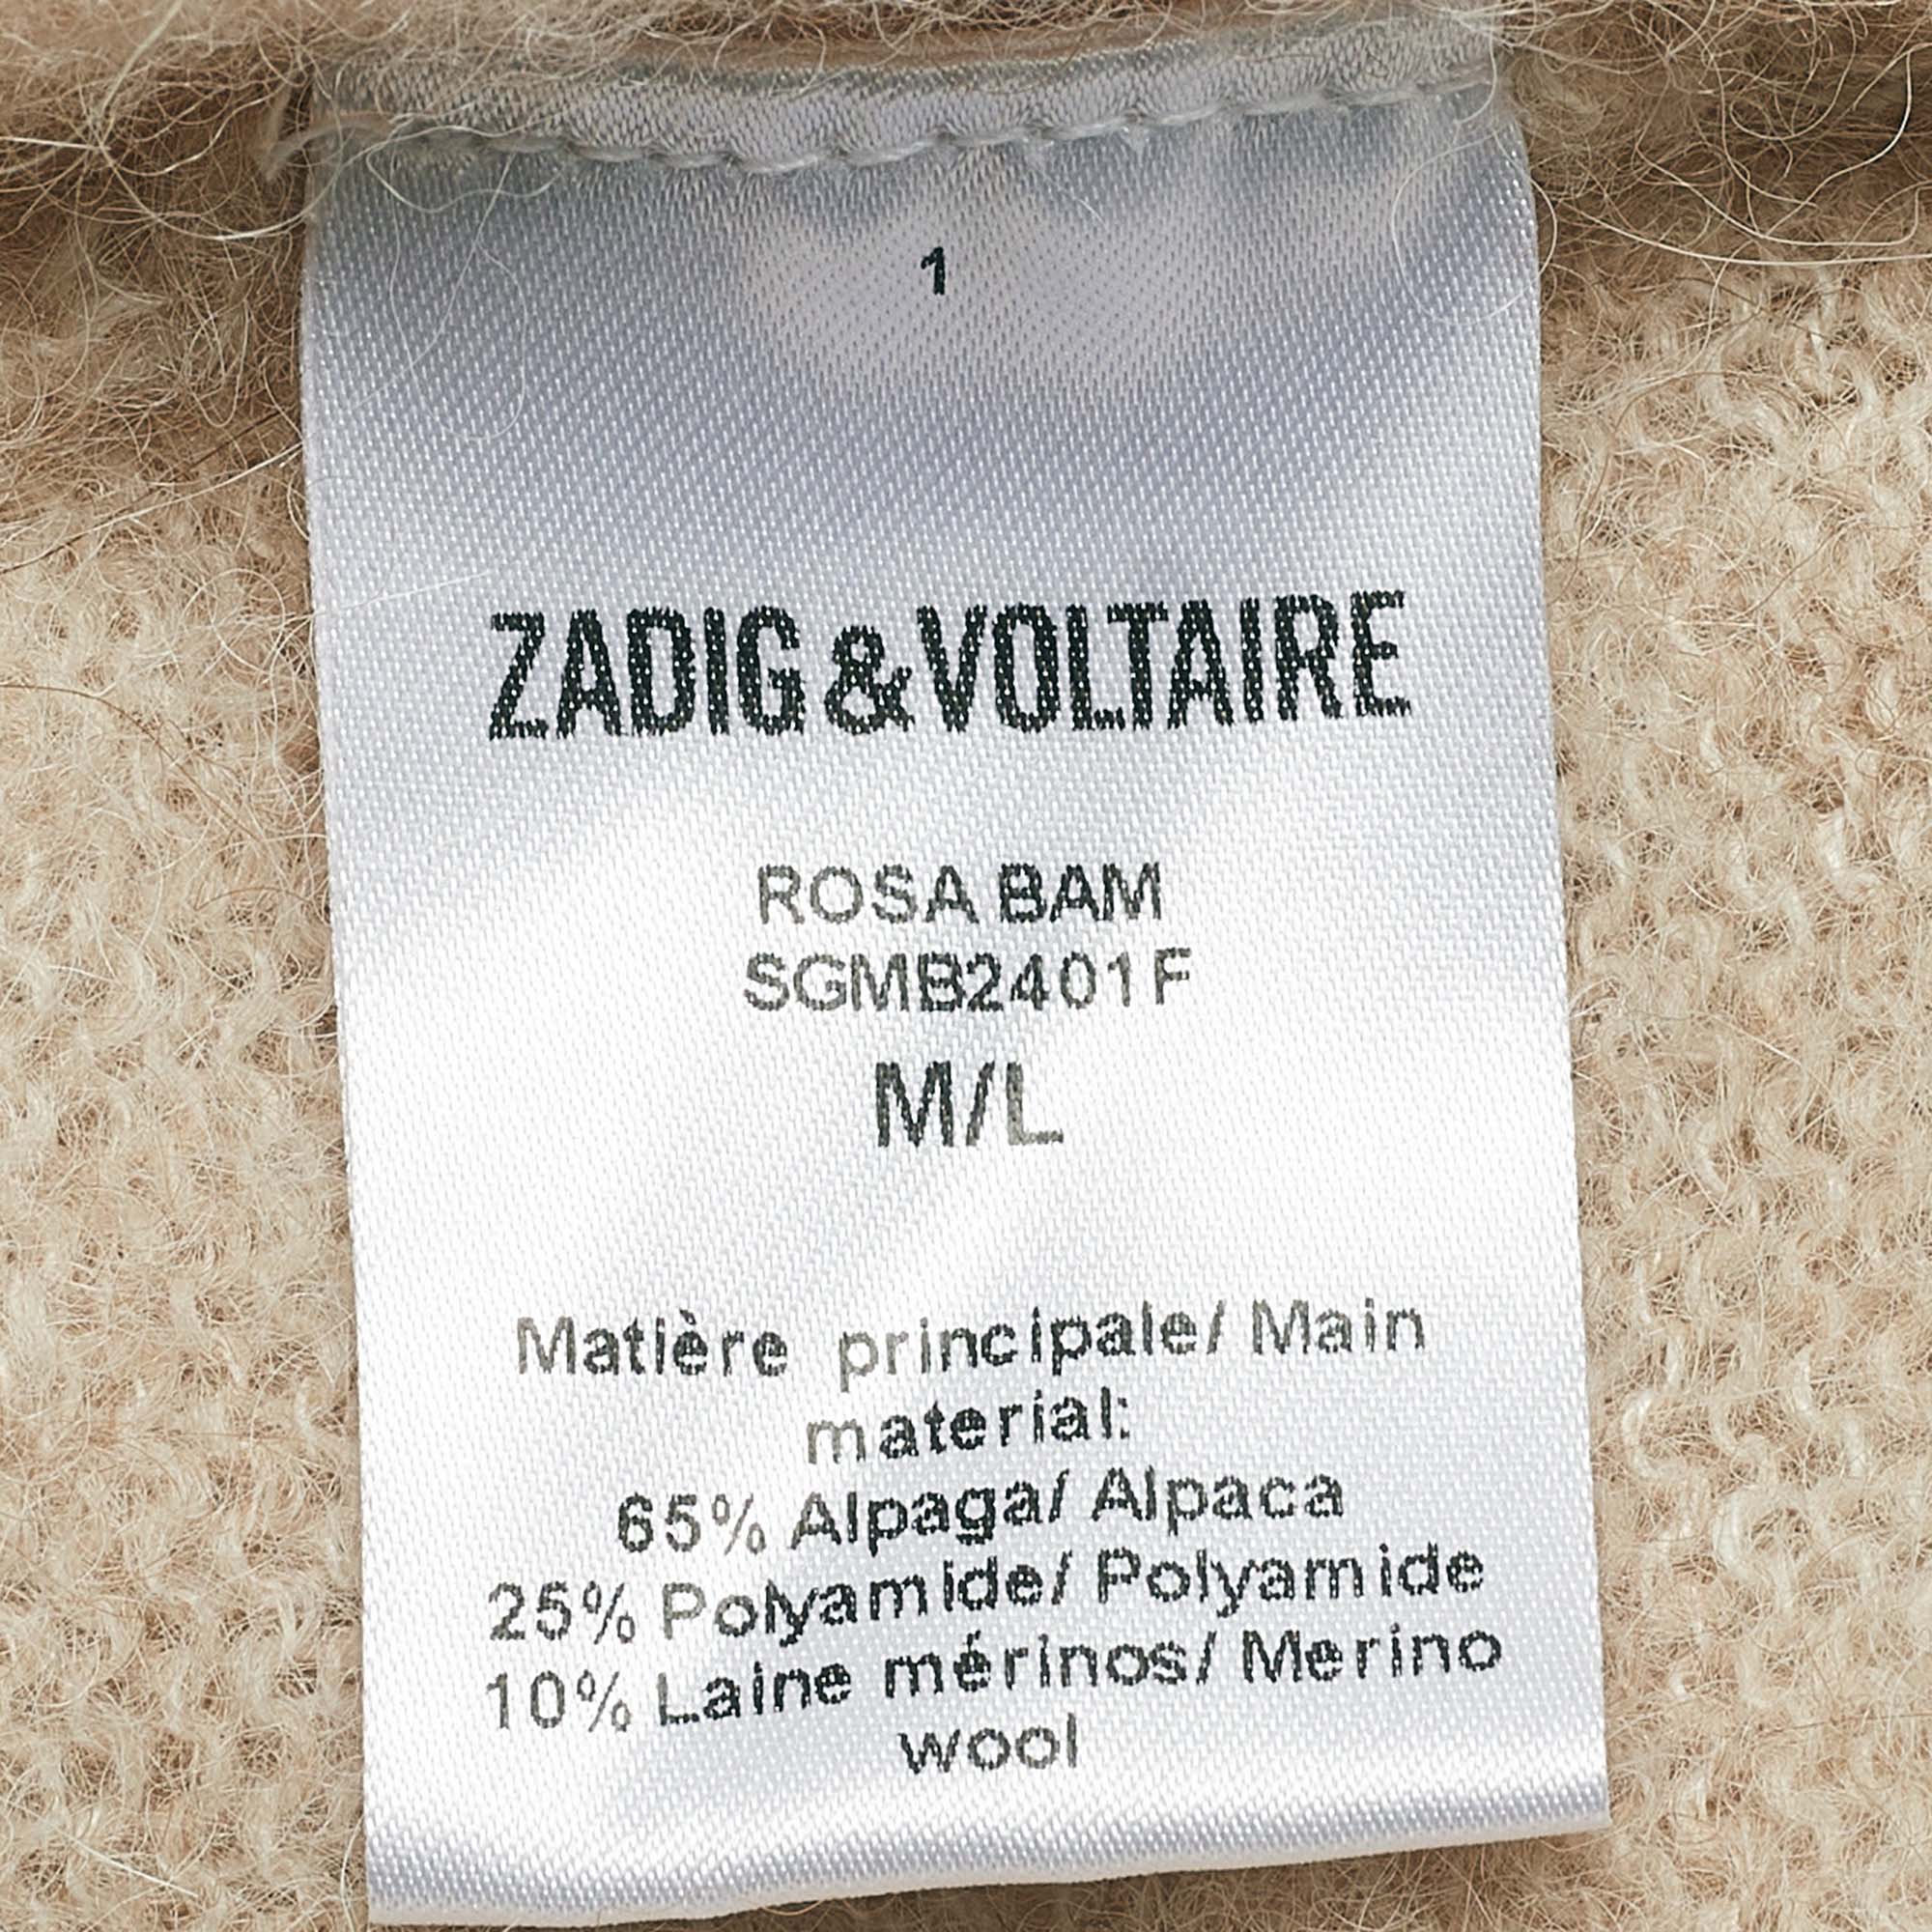 1
ZADIG & VOLTAIRE
ROSA BAM
SGMB2401F
M/L
Matière principale/ Main
material:
65% Alpaga/ Alpaca
25% Polyamide/ Polyamide
10% Laine mérinos/ Merino
wool